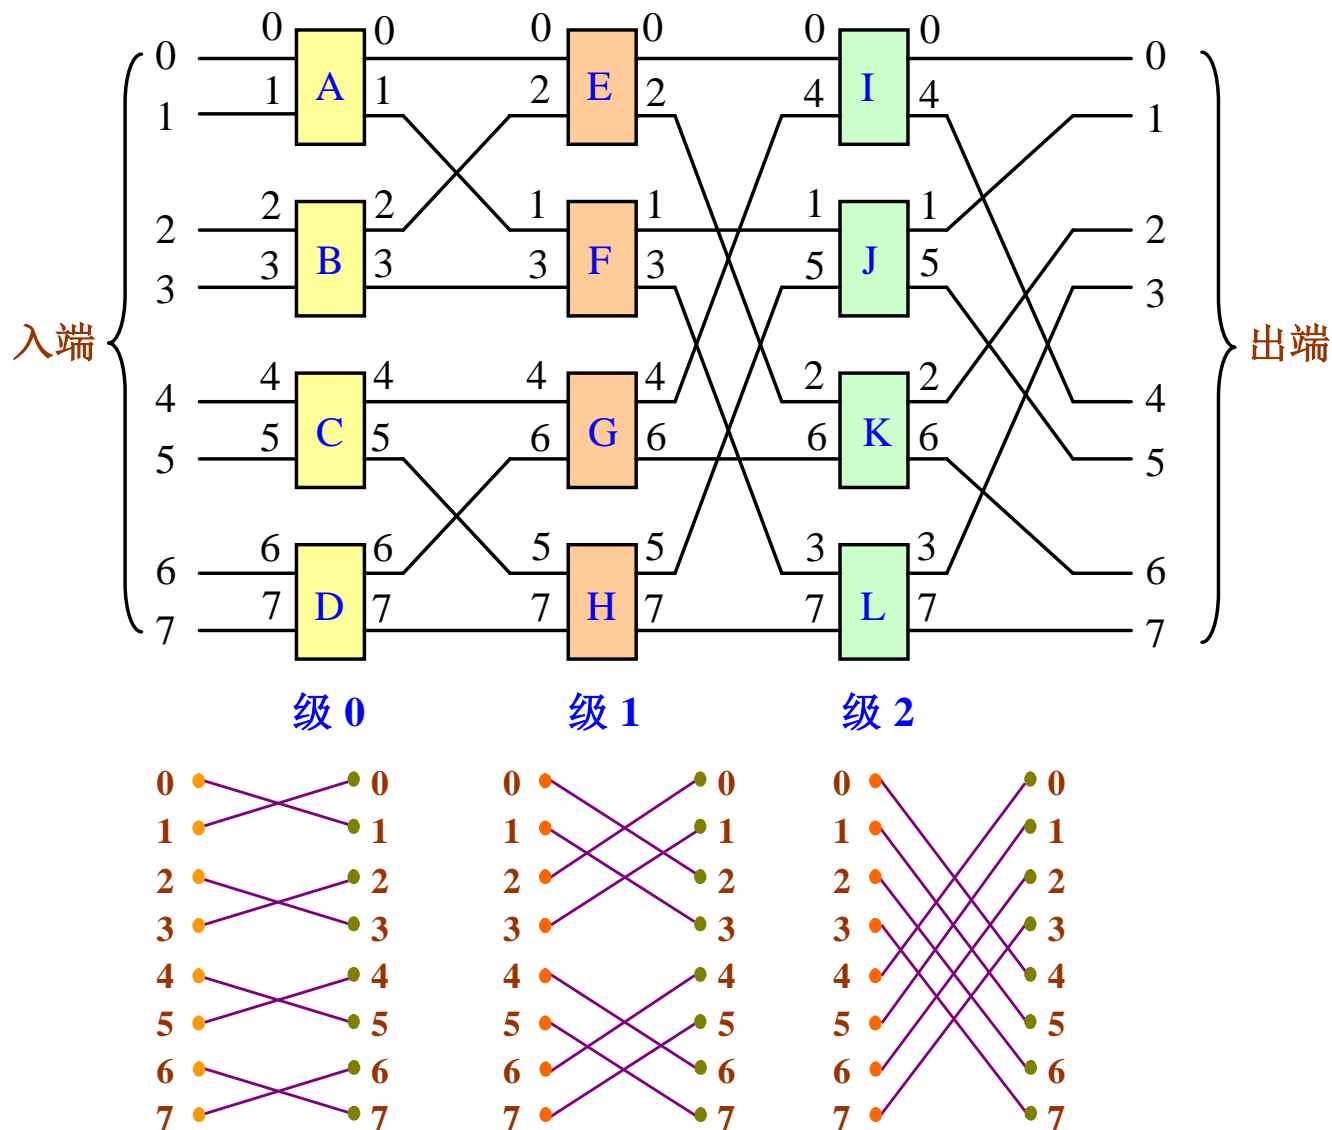 0 0 0 0 0 0
0 0
A E I
1 1 2 2 4 4
1 1
2 2 1 1 1 1
2 2
B F J
3 3 3 3 5 5
3 3
入端 出端
4 4 4 4 2 2
4 4
C G K
5 5 6 6 6 6
5 5
6 6 5 5 3 3
6 6
D H L
7 7 7 7 7 7
7 7
级 0 级 1 级 2
0 0 0 0 0 0
1 1 1 1 1 1
2 2 2 2 2 2
3 3 3 3 3 3
4 4 4 4 4 4
5 5 5 5 5 5
6 6 6 6 6 6
7 7 7 7 7 7